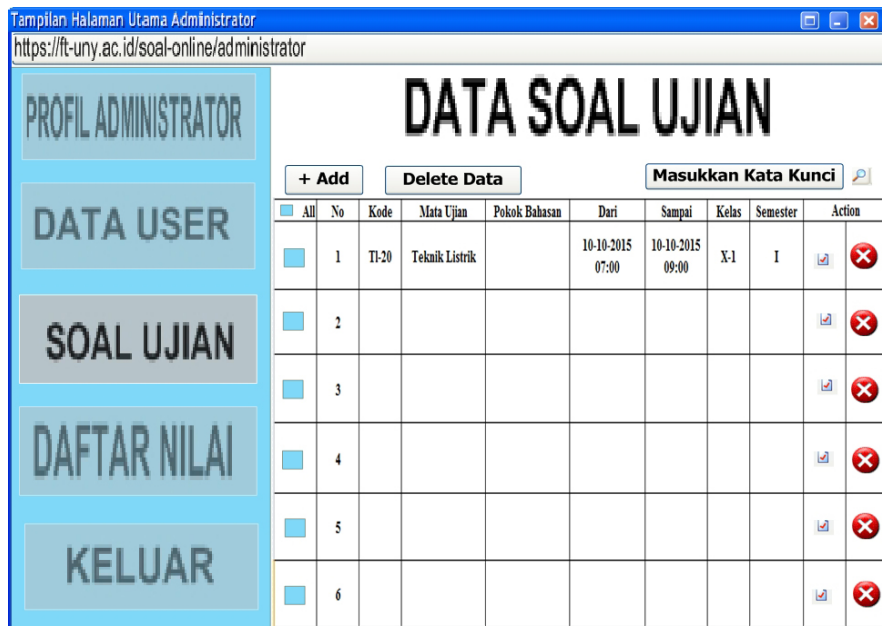 Tampilan Halaman Utama Administrator
https://ft-uny.ac.id/soal-online/administrator
PROFIL ADMINISTRATOR
DATA USER
SOAL UJIAN
DAFTAR NILAI
KELUAR
DATA SOAL UJIAN
+ Add Delete Data Masukkan Kata Kunci
All No Kode Mata Ujian Pokok Bahasan Dari Sampai Kelas Semester Action
1 Tl-20 Teknik Listrik 10-10-2015 07:00 10-10-2015 09:00 X-1 I
2
3
4
5
6